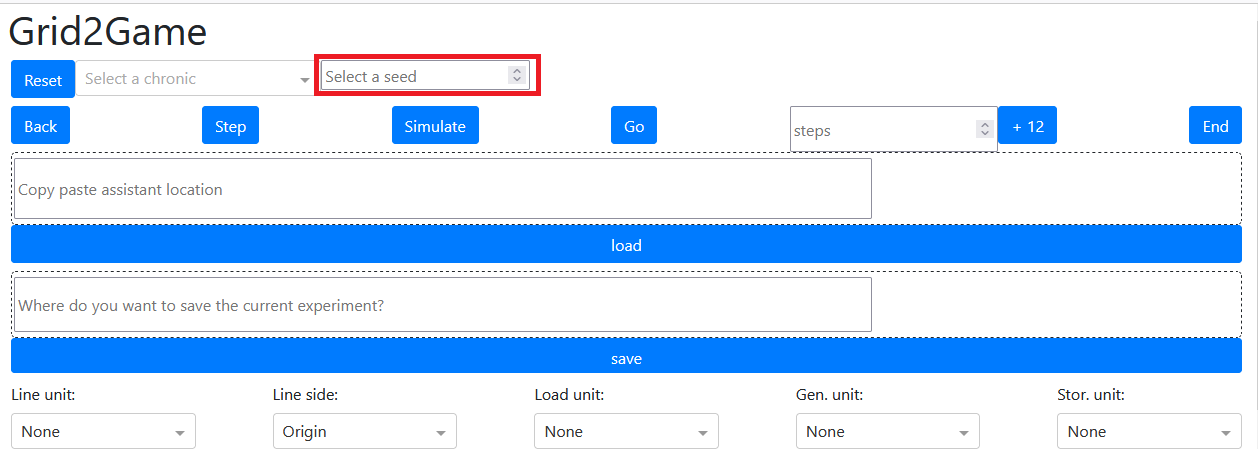 Grid2Game
Reset Select a chronic Select a seed
Back Step Simulate Go steps + 12 End
Copy paste assistant location
load
Where do you want to save the current experiment?
save
Line unit: Line side: Load unit: Gen. unit: Stor. unit:
None Origin None None None